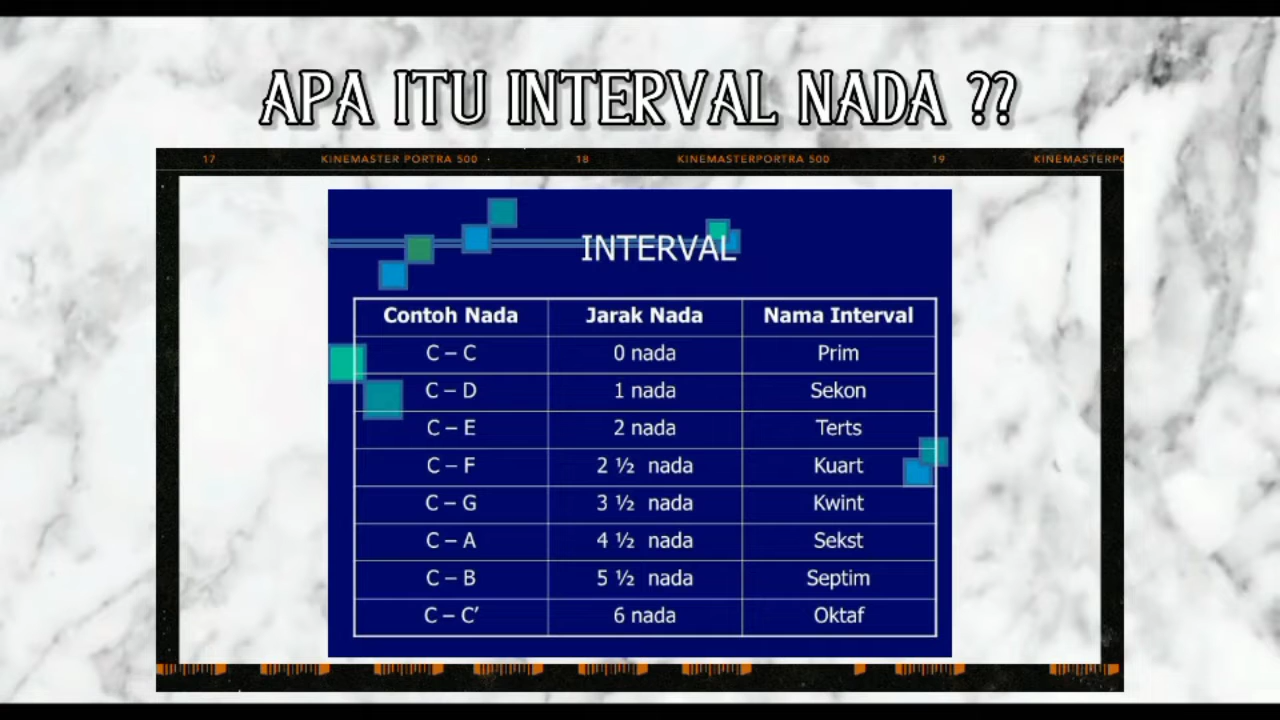 APA ITU INTERVAL NADA ??
17 KINEMASTER PORTRA 500 18 KINEMASTERPORTRA 500 19 KINEMASTERPO
INTERVAL
Contoh Nada Jarak Nada Nama Interval
C – C 0 nada Prim
C – D 1 nada Sekon
C – E 2 nada Terts
C – F 2 ½ nada Kuart
C – G 3 ½ nada Kwint
C – A 4 ½ nada Sekst
C – B 5 ½ nada Septim
C – C’ 6 nada Oktaf